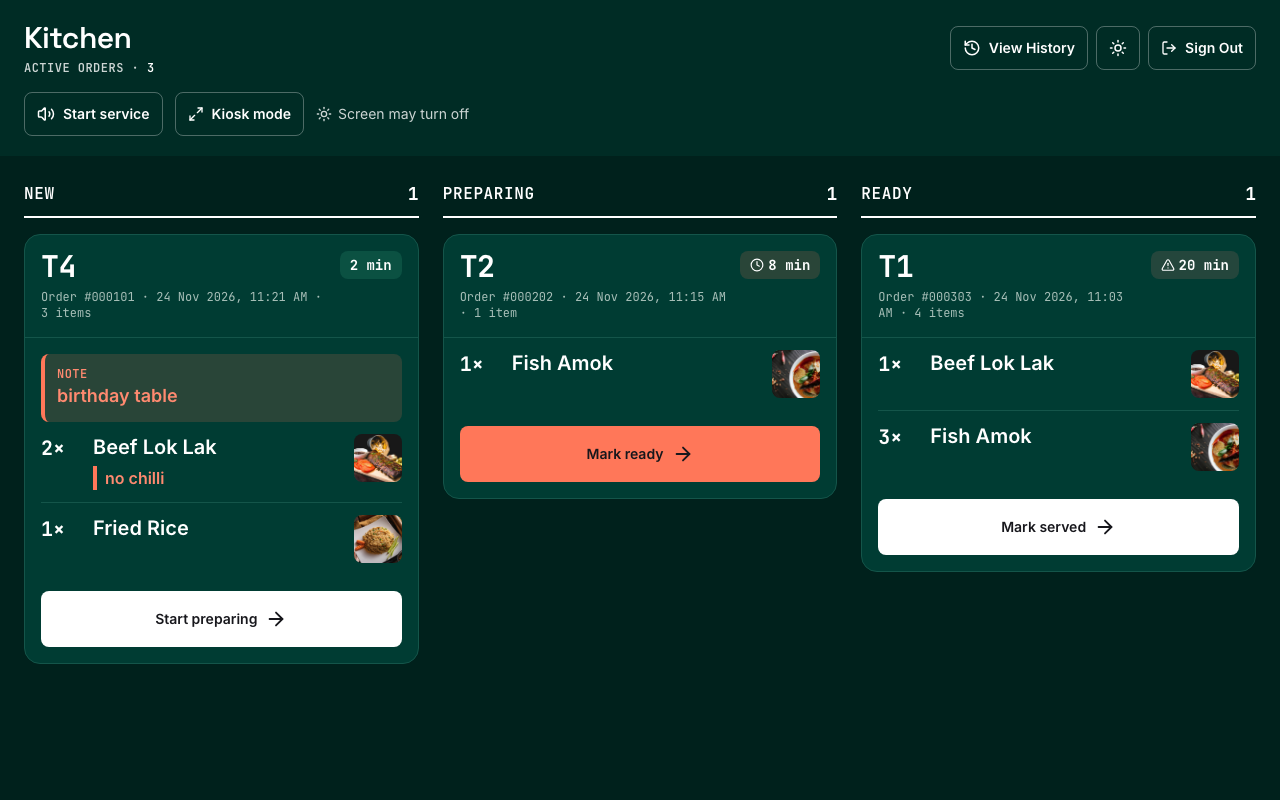 Kitchen
ACTIVE ORDERS · 3
View History
Sign Out
Start service
Kiosk mode
Screen may turn off
NEW 1
T4
2 min
Order #000101 · 24 Nov 2026, 11:21 AM ·
3 items
NOTE
birthday table
2× Beef Lok Lak
no chilli
1× Fried Rice
Start preparing
PREPARING 1
T2
8 min
Order #000202 · 24 Nov 2026, 11:15 AM
· 1 item
1× Fish Amok
Mark ready
READY 1
T1
20 min
Order #000303 · 24 Nov 2026, 11:03
AM · 4 items
1× Beef Lok Lak
3× Fish Amok
Mark served